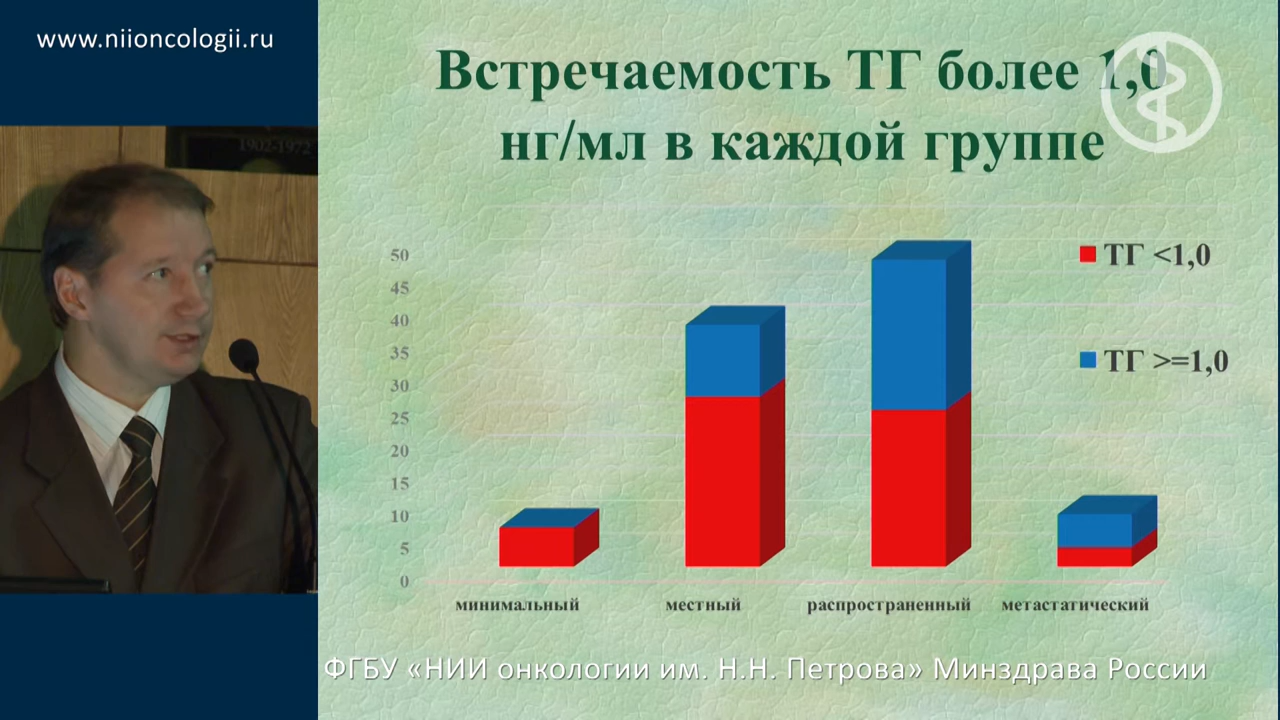 www.niioncologii.ru
1902-1972
Встречаемость ТГ более 1,0
нг/мл в каждой группе
50
45
40
35
30
25
20
15
10
5
0
ТГ <1,0
ТГ >=1,0
минимальный
местный
распространенный
метастатический
ФГБУ «НИИ онкологии им. Н.Н. Петрова» Минздрава России